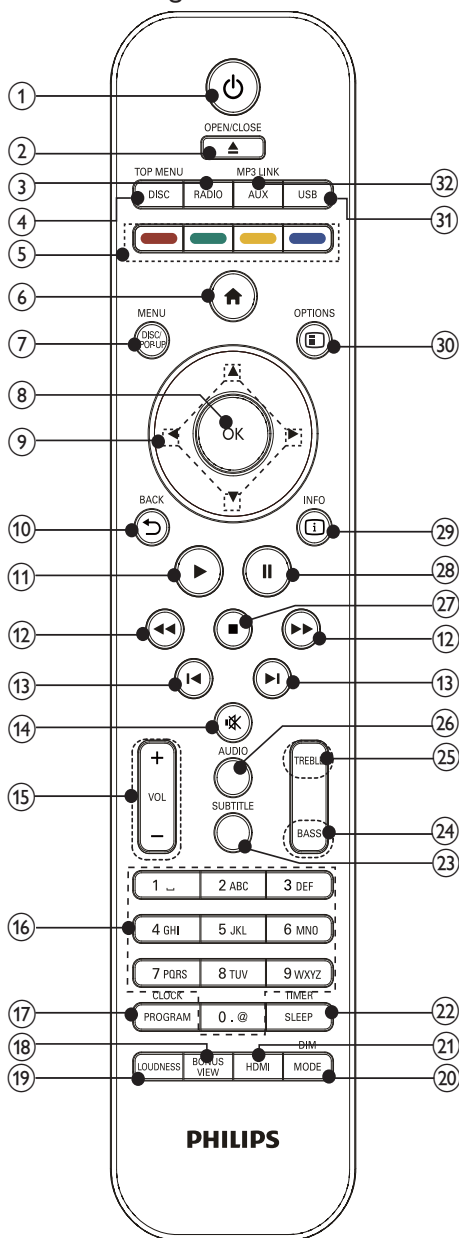 1
OPEN/CLOSE
2
TOP MENU MP3 LINK
3 32
DISC RADIO AUX USB
4 31
5
6
MENU OPTIONS
7 DISC/ POP-UP 30
8
OK
9
BACK INFO
10 29
11 28
27
12 12
13 13
14
26
AUDIO
25
TREBLE
+
15 VOL
SUBTITLE
–
BASS 24
23
1 2 ABC 3 DEF
16 4 GHI 5 JKL 6 MNO
7 PQRS 8 TUV 9 WXYZ
CLOCK TIMER
17 PROGRAM 0 . @ SLEEP 22
18 21
DIM
LOUDNESS BONUS VIEW HDMI MODE
19 20
PHILIPS